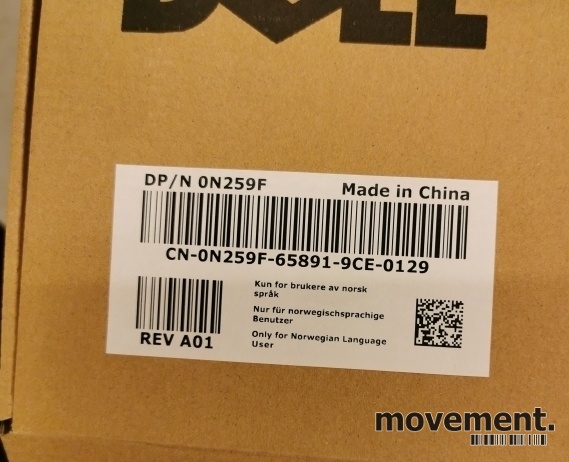 DELL
DP/N 0N259F
Made in China
CN-0N259F-65891-9CE-0129
REV A01
Kun for brukere av norsk
språk
Nur für norwegischsprachige
Benutzer
Only for Norwegian Language
User
movement.